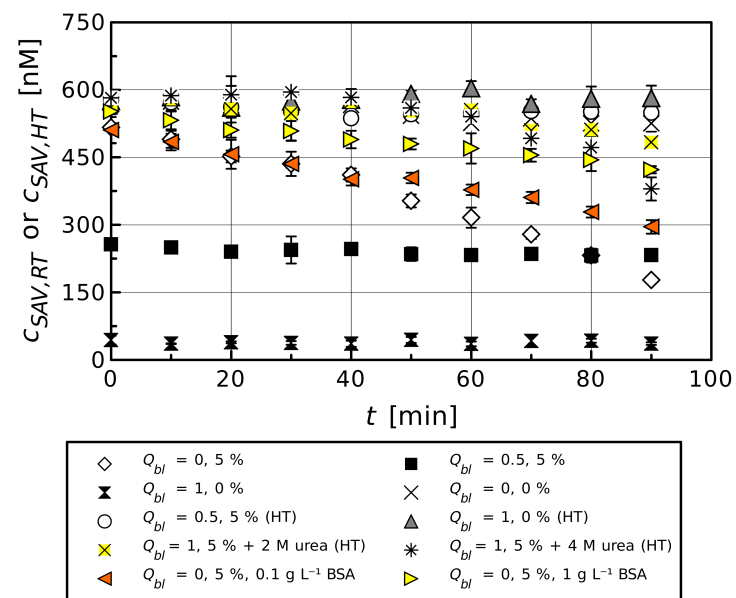 750
600
450
300
150
0
c_SAV,RT or c_SAV,HT [nM]
0 20 40 60 80 100
t [min]
Q_bl = 0, 5 % Q_bl = 0.5, 5 %
Q_bl = 1, 0 % Q_bl = 0, 0 %
Q_bl = 0.5, 5 % (HT) Q_bl = 1, 0 % (HT)
Q_bl = 1, 5 % + 2 M urea (HT) Q_bl = 1, 5 % + 4 M urea (HT)
Q_bl = 0, 5 %, 0.1 g L⁻¹ BSA Q_bl = 0, 5 %, 1 g L⁻¹ BSA